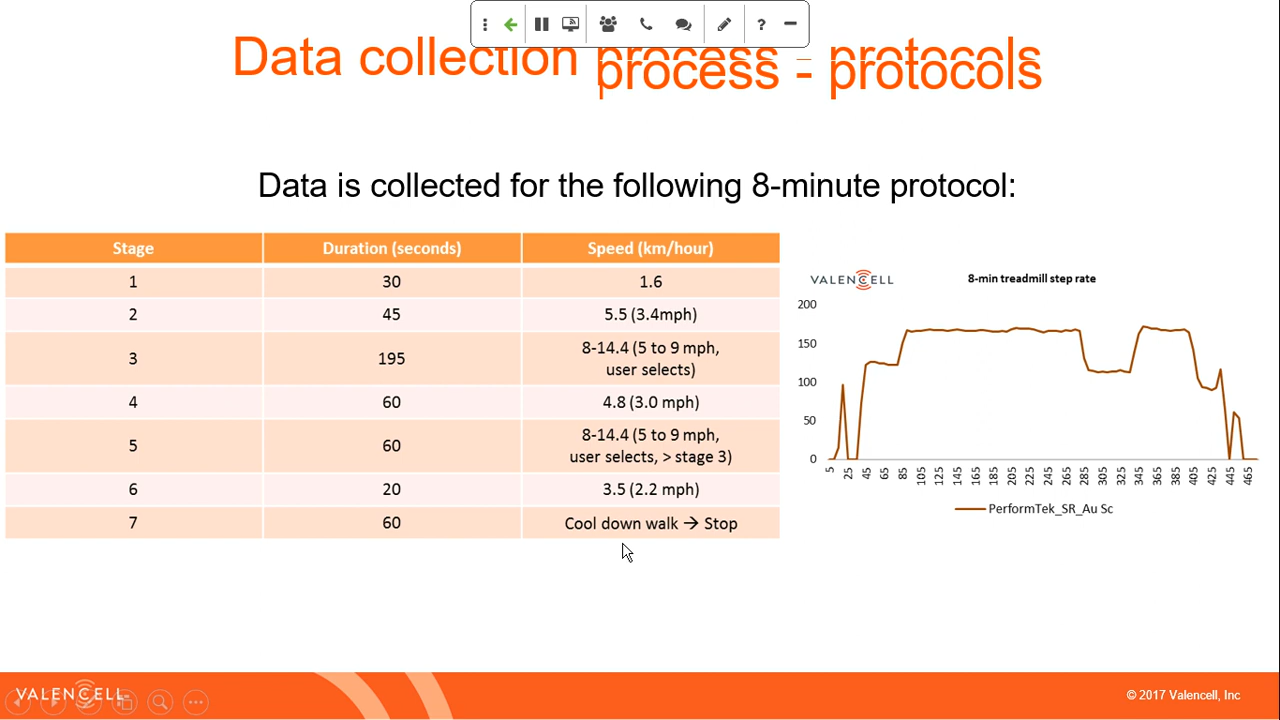 Data collection process - protocols
Data is collected for the following 8-minute protocol:
Stage Duration (seconds) Speed (km/hour)
1 30 1.6
2 45 5.5 (3.4mph)
3 195 8-14.4 (5 to 9 mph,
user selects)
4 60 4.8 (3.0 mph)
5 60 8-14.4 (5 to 9 mph,
user selects, > stage 3)
6 20 3.5 (2.2 mph)
7 60 Cool down walk → Stop
VALENCELL
8-min treadmill step rate
200
150
100
50
0
5 25 45 65 85 105 125 145 165 185 205 225 245 265 285 305 325 345 365 385 405 425 445 465
PerformTek_SR_Au Sc
VALENCELL
© 2017 Valencell, Inc